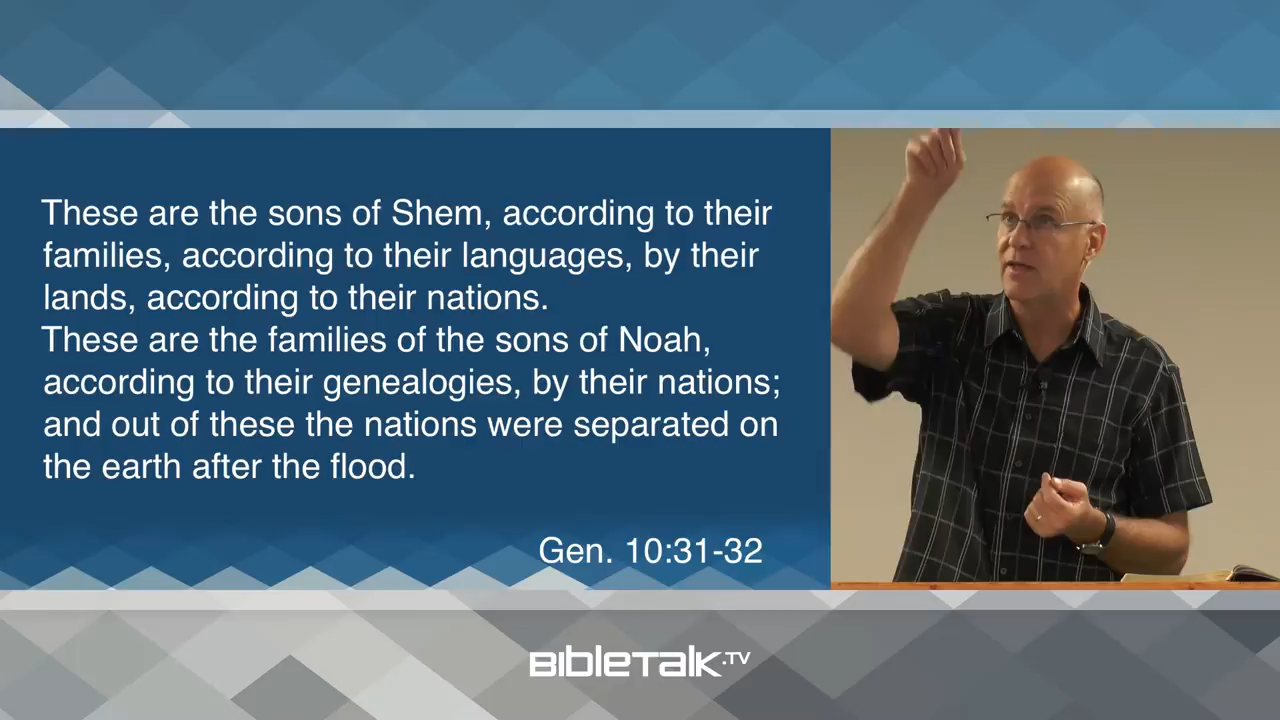 These are the sons of Shem, according to their
families, according to their languages, by their
lands, according to their nations.
These are the families of the sons of Noah,
according to their genealogies, by their nations;
and out of these the nations were separated on
the earth after the flood.
Gen. 10:31-32
BIBLETALK.TV